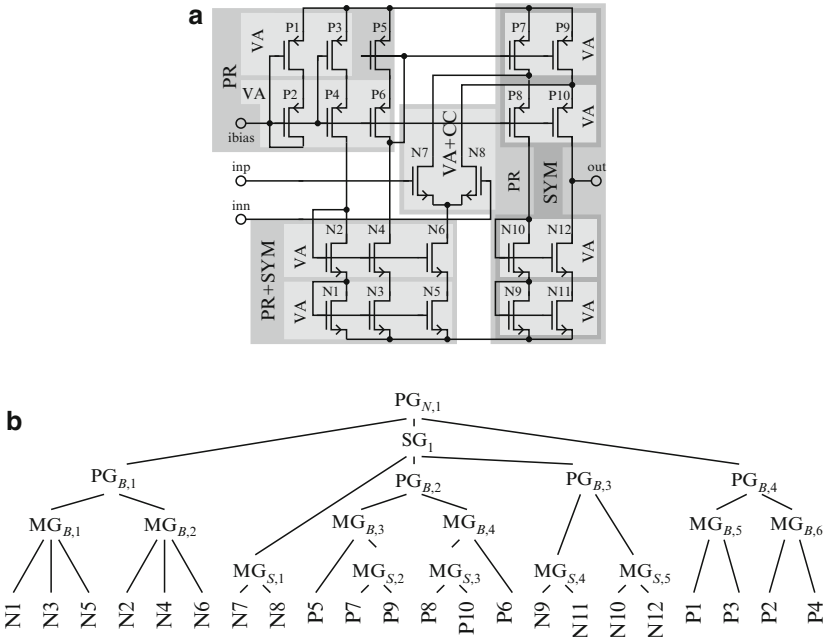 a
P1 P3 P5 P7 P9
PR VA VA
P2 P4 P6 P8 P10
VA VA
ibias
N7 VA+CC N8
inp PR SYM out
inn
N2 N4 N6 N10 N12
PR+SYM VA VA
N1 N3 N5 N9 N11
VA VA
b
PG_{N,1}
SG_1
PG_{B,1} PG_{B,2} PG_{B,3} PG_{B,4}
MG_{B,1} MG_{B,2} MG_{B,3} MG_{B,4} MG_{B,5} MG_{B,6}
MG_{S,1} MG_{S,2} MG_{S,3} MG_{S,4} MG_{S,5}
N1 N3 N5 N2 N4 N6 N7 N8 P5 P7 P9 P8 P10 P6 N9 N11 N10 N12 P1 P3 P2 P4